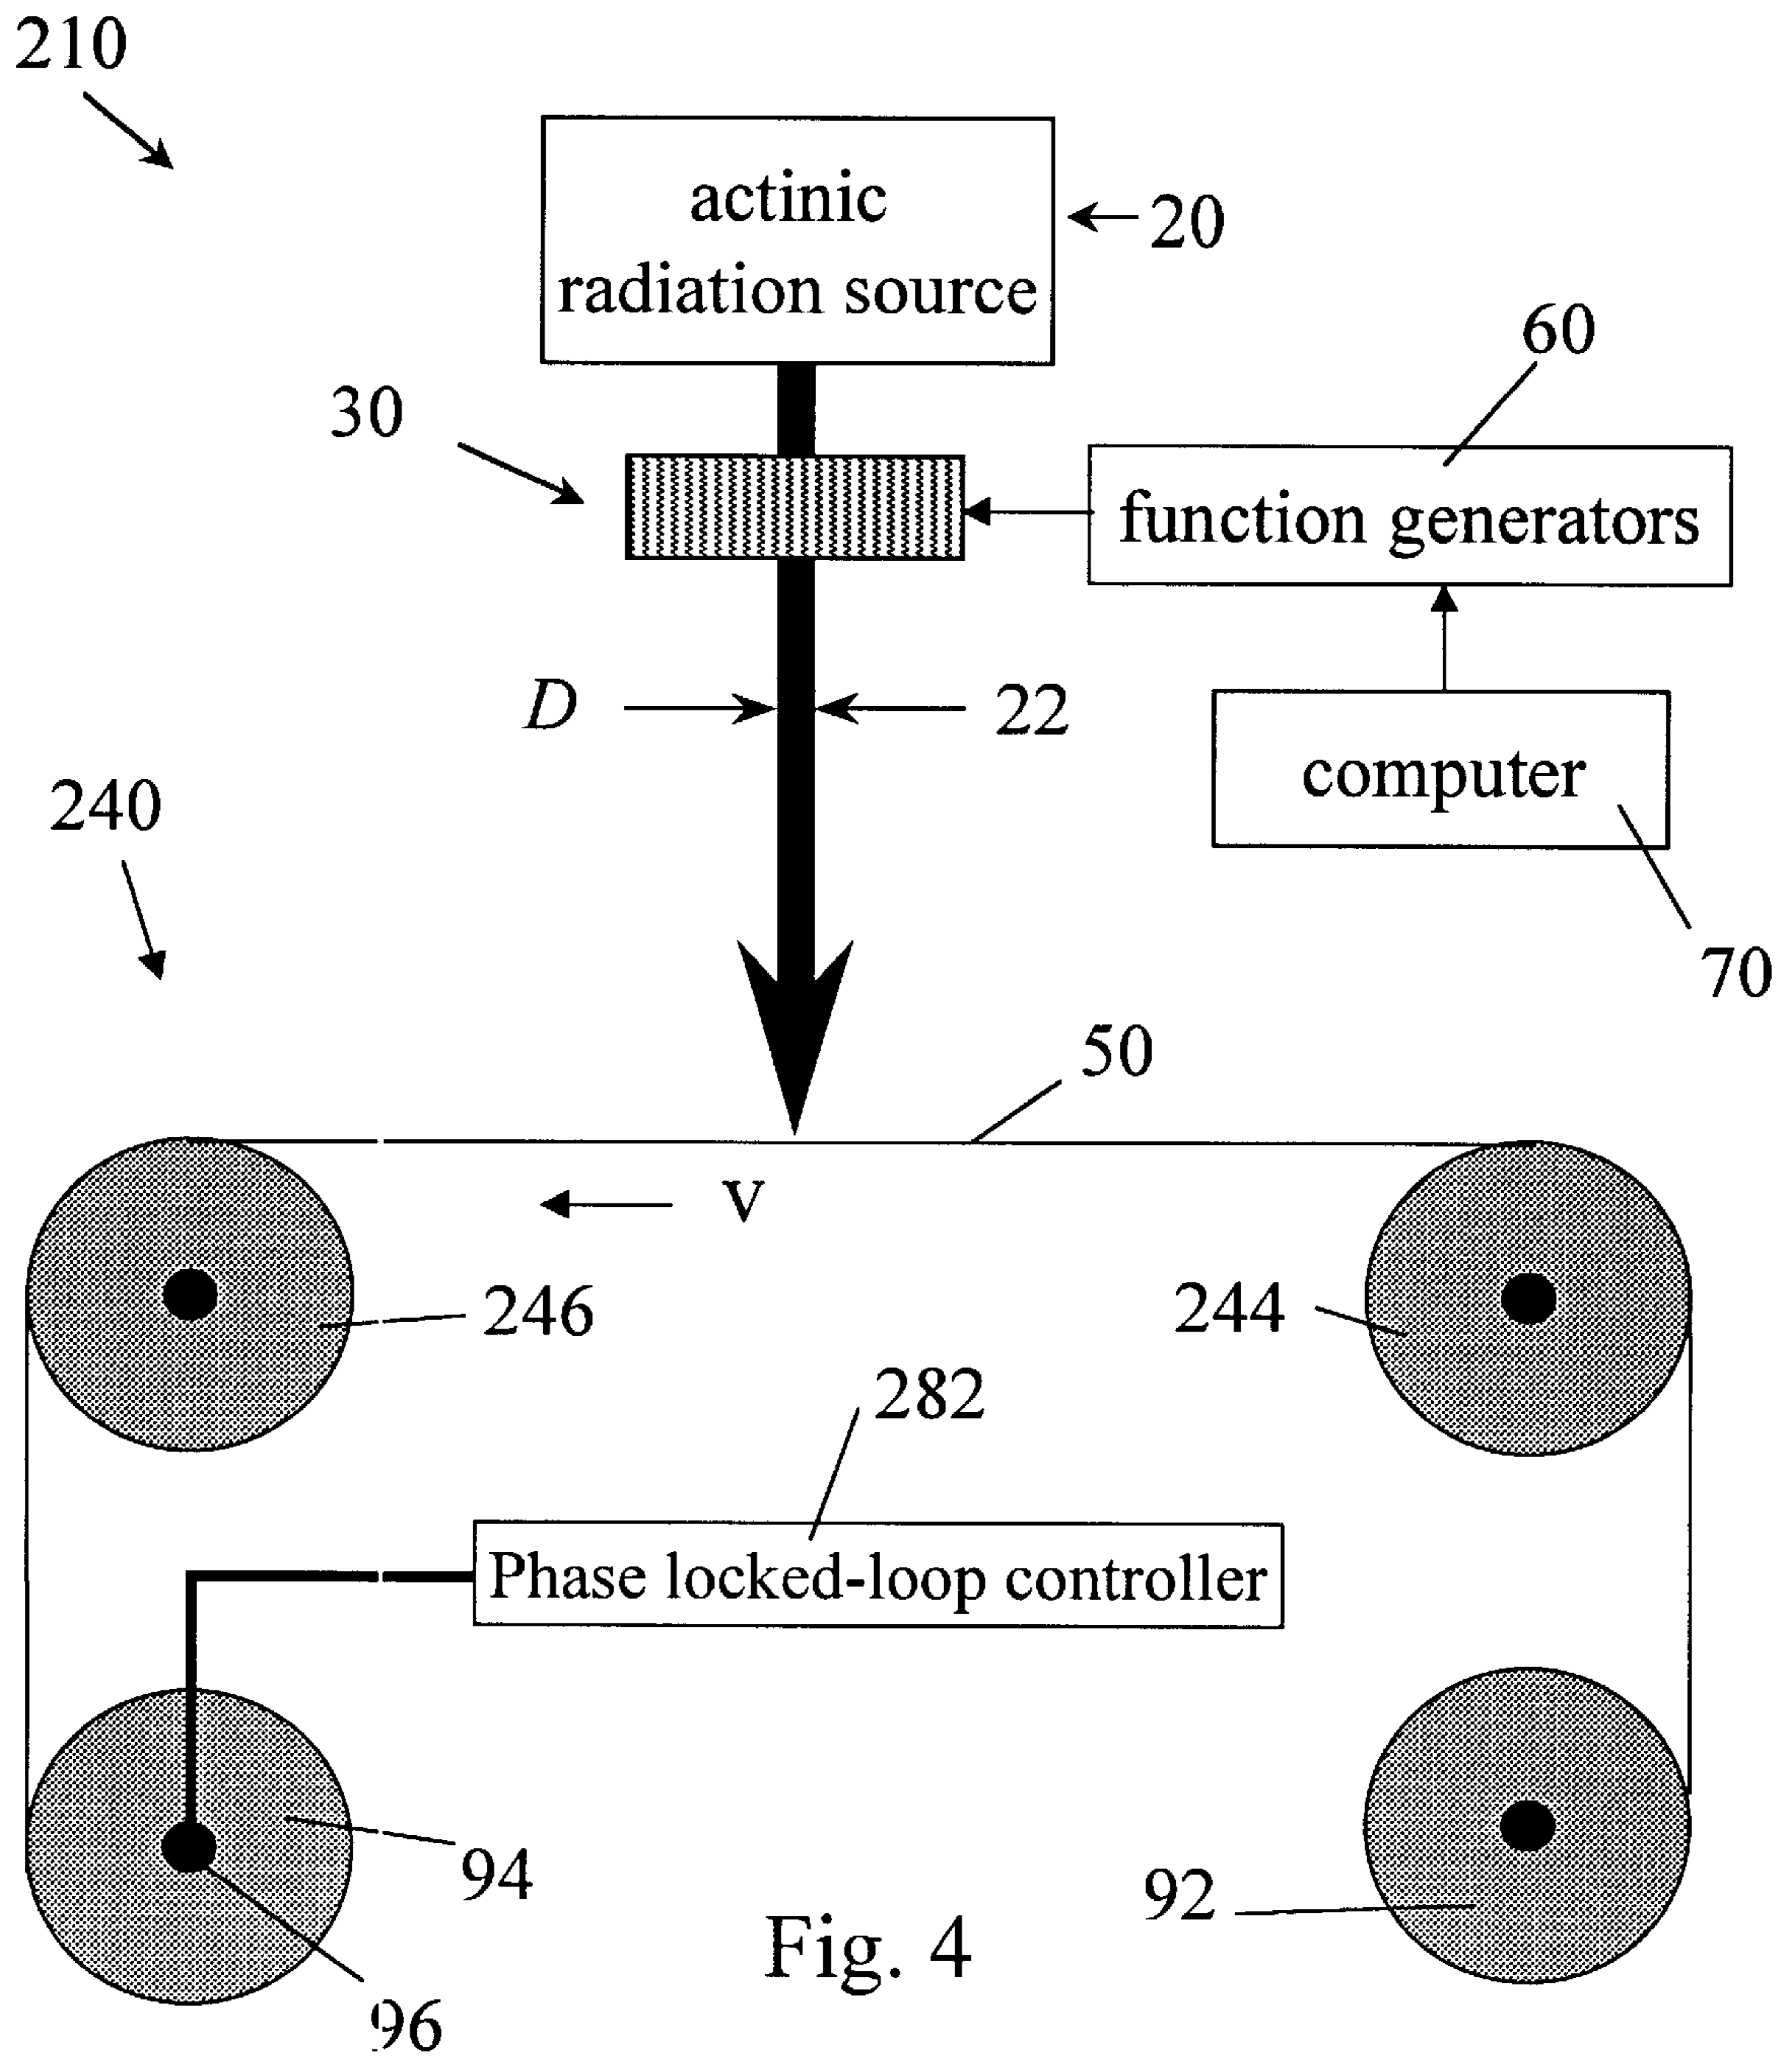 210
actinic
radiation source
20
60
30
function generators
D
22
computer
240
70
50
v
246
244
282
Phase locked-loop controller
94
92
Fig. 4
96